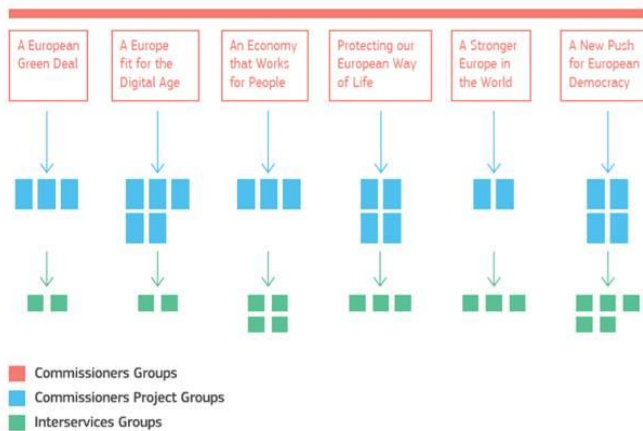 A European
Green Deal
A Europe
fit for the
Digital Age
An Economy
that Works
for People
Protecting our
European Way
of Life
A Stronger
Europe in
the World
A New Push
for European
Democracy
Commissioners Groups
Commissioners Project Groups
Interservices Groups